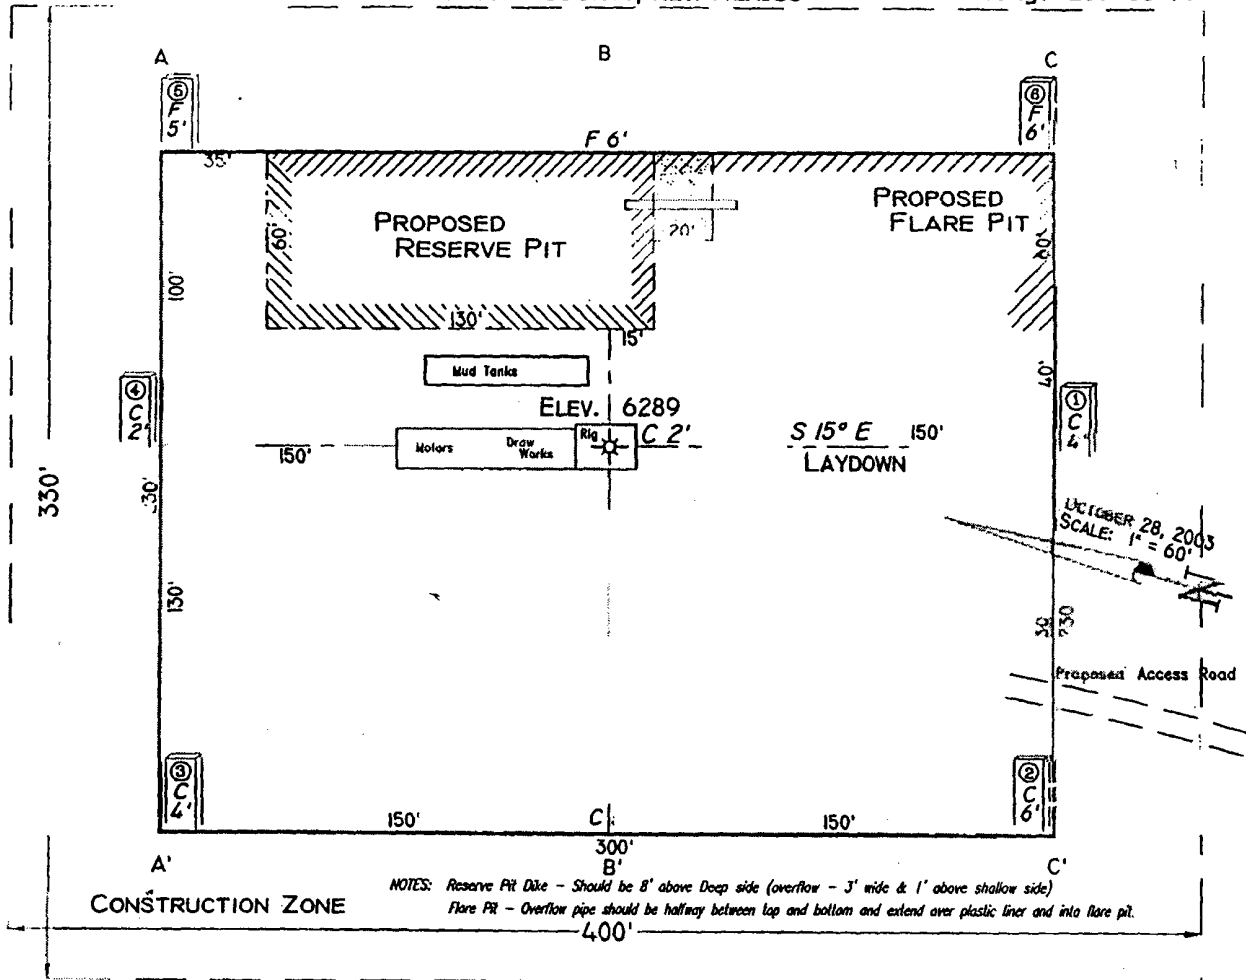 A
B
C
⑤
F
5'
⑥
F
6'
F 6'
35'
PROPOSED
RESERVE PIT
PROPOSED
FLARE PIT
60'
20'
100'
130'
15'
40'
Mud Tanks
④
C
2'
ELEV. 6289
①
C
4'
Rig
C 2'
Motors
Draw
Works
150'
S 15° E 150'
LAYDOWN
330'
OCTOBER 28, 2003
SCALE: 1" = 60'
N
130'
Proposed Access Road
③
C
4'
②
C
6'
150'
C
150'
300'
A'
B'
C'
NOTES: Reserve Pit Dike - Should be 8' above Deep side (overflow - 3' wide & 1' above shallow side)
Flare Pit - Overflow pipe should be halfway between top and bottom and extend over plastic liner and into flare pit.
CONSTRUCTION ZONE
400'